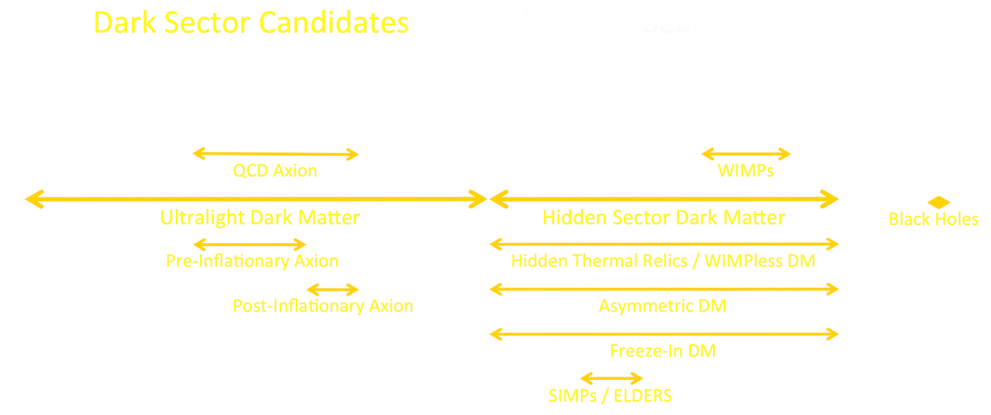 Dark Sector Candidates
QCD Axion
WIMPs
Ultralight Dark Matter
Hidden Sector Dark Matter
Black Holes
Pre-Inflationary Axion
Hidden Thermal Relics / WIMPless DM
Post-Inflationary Axion
Asymmetric DM
Freeze-In DM
SIMPs / ELDERS